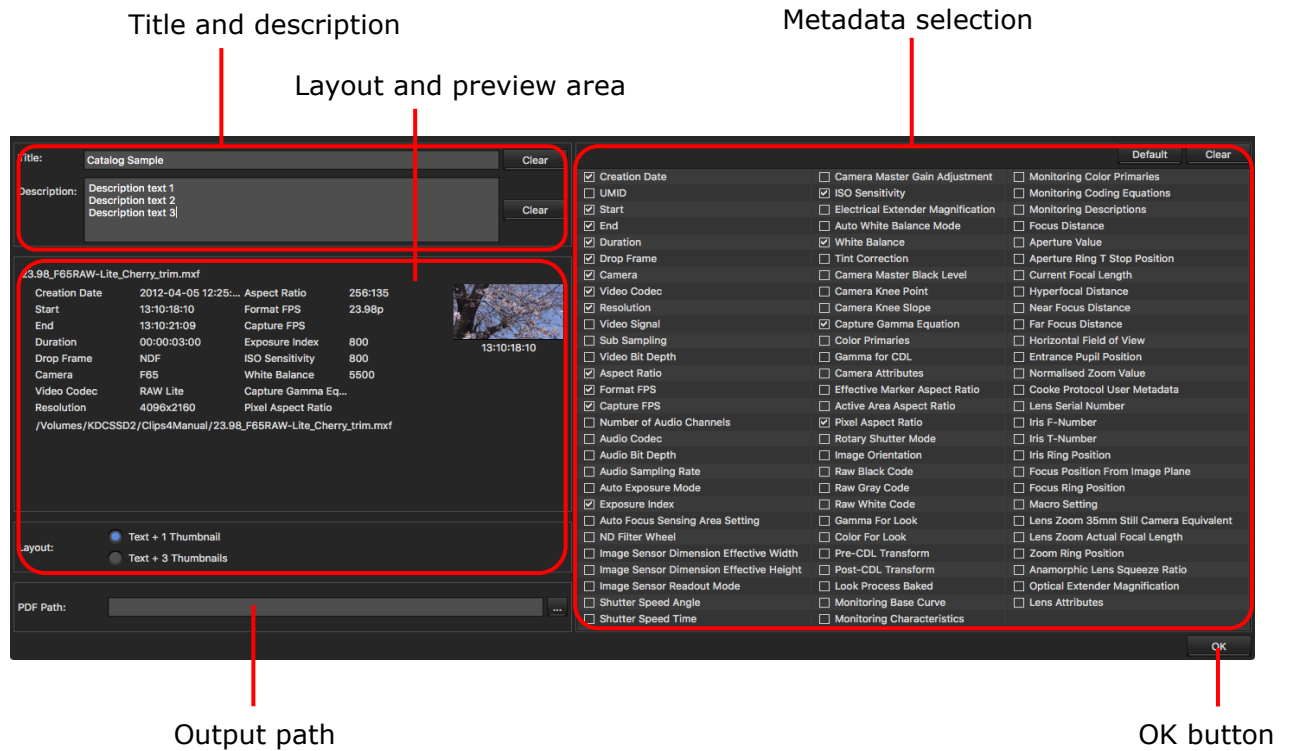 Title and description
Metadata selection
Layout and preview area
Title:
Catalog Sample
Clear
Description:
Description text 1
Description text 2
Description text 3
Clear
23.98_F65RAW-Lite_Cherry_trim.mxf
Creation Date 2012-04-05 12:25:... Aspect Ratio 256:135
Start 13:10:18:10 Format FPS 23.98p
End 13:10:21:09 Capture FPS
Duration 00:00:03:00 Exposure Index 800
Drop Frame NDF ISO Sensitivity 800
Camera F65 White Balance 5500
Video Codec RAW Lite Capture Gamma Eq...
Resolution 4096x2160 Pixel Aspect Ratio
/Volumes/KDCSSD2/Clips4Manual/23.98_F65RAW-Lite_Cherry_trim.mxf
13:10:18:10
Layout:
Text + 1 Thumbnail
Text + 3 Thumbnails
PDF Path:
...
Default Clear
Creation Date
UMID
Start
End
Duration
Drop Frame
Camera
Video Codec
Resolution
Video Signal
Sub Sampling
Video Bit Depth
Aspect Ratio
Format FPS
Capture FPS
Number of Audio Channels
Audio Codec
Audio Bit Depth
Audio Sampling Rate
Auto Exposure Mode
Exposure Index
Auto Focus Sensing Area Setting
ND Filter Wheel
Image Sensor Dimension Effective Width
Image Sensor Dimension Effective Height
Image Sensor Readout Mode
Shutter Speed Angle
Shutter Speed Time
Camera Master Gain Adjustment
ISO Sensitivity
Electrical Extender Magnification
Auto White Balance Mode
White Balance
Tint Correction
Camera Master Black Level
Camera Knee Point
Camera Knee Slope
Capture Gamma Equation
Color Primaries
Gamma for CDL
Camera Attributes
Effective Marker Aspect Ratio
Active Area Aspect Ratio
Pixel Aspect Ratio
Rotary Shutter Mode
Image Orientation
Raw Black Code
Raw Gray Code
Raw White Code
Gamma For Look
Color For Look
Pre-CDL Transform
Post-CDL Transform
Look Process Baked
Monitoring Base Curve
Monitoring Characteristics
Monitoring Color Primaries
Monitoring Coding Equations
Monitoring Descriptions
Focus Distance
Aperture Value
Aperture Ring T Stop Position
Current Focal Length
Hyperfocal Distance
Near Focus Distance
Far Focus Distance
Horizontal Field of View
Entrance Pupil Position
Normalised Zoom Value
Cooke Protocol User Metadata
Lens Serial Number
Iris F-Number
Iris T-Number
Iris Ring Position
Focus Position From Image Plane
Focus Ring Position
Macro Setting
Lens Zoom 35mm Still Camera Equivalent
Lens Zoom Actual Focal Length
Zoom Ring Position
Anamorphic Lens Squeeze Ratio
Optical Extender Magnification
Lens Attributes
OK
Output path
OK button